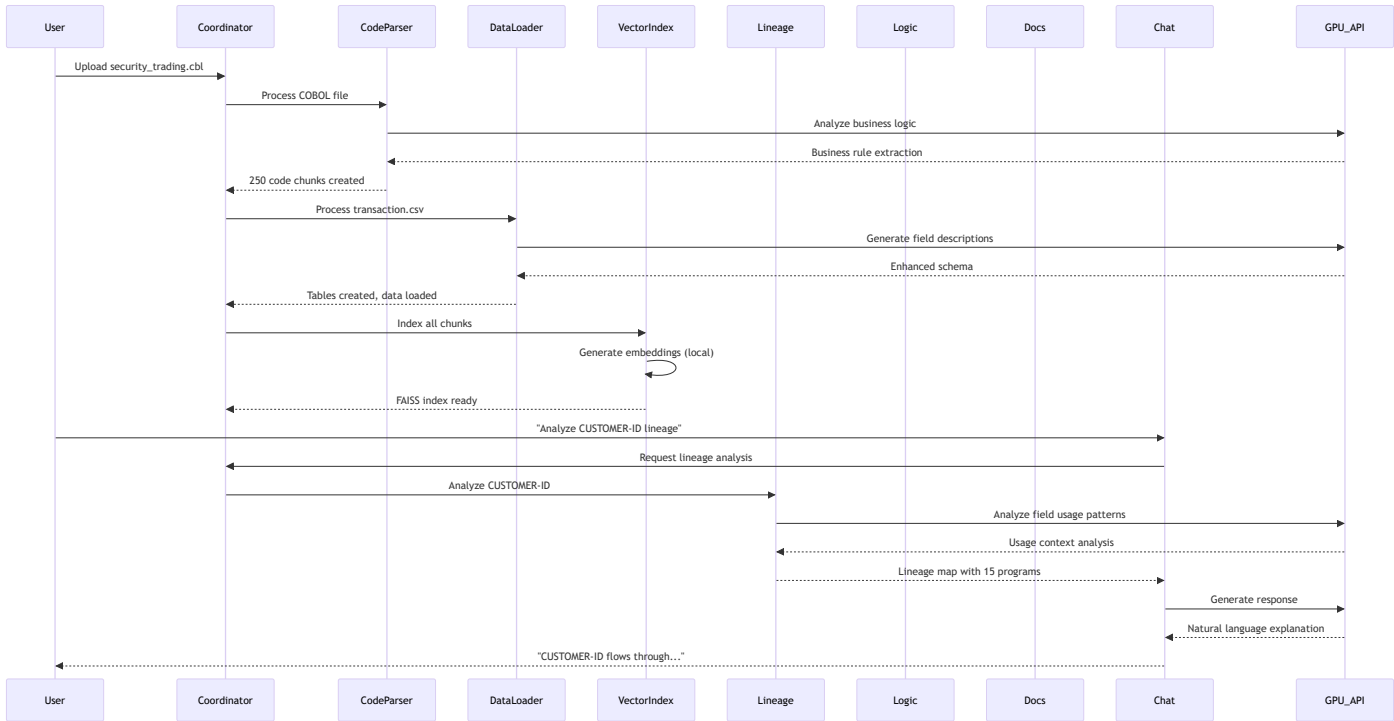 User
Coordinator
CodeParser
DataLoader
VectorIndex
Lineage
Logic
Docs
Chat
GPU_API
Upload security_trading.cbl
Process COBOL file
Analyze business logic
Business rule extraction
250 code chunks created
Process transaction.csv
Generate field descriptions
Enhanced schema
Tables created, data loaded
Index all chunks
Generate embeddings (local)
FAISS index ready
"Analyze CUSTOMER-ID lineage"
Request lineage analysis
Analyze CUSTOMER-ID
Analyze field usage patterns
Usage context analysis
Lineage map with 15 programs
Generate response
Natural language explanation
"CUSTOMER-ID flows through..."
User
Coordinator
CodeParser
DataLoader
VectorIndex
Lineage
Logic
Docs
Chat
GPU_API